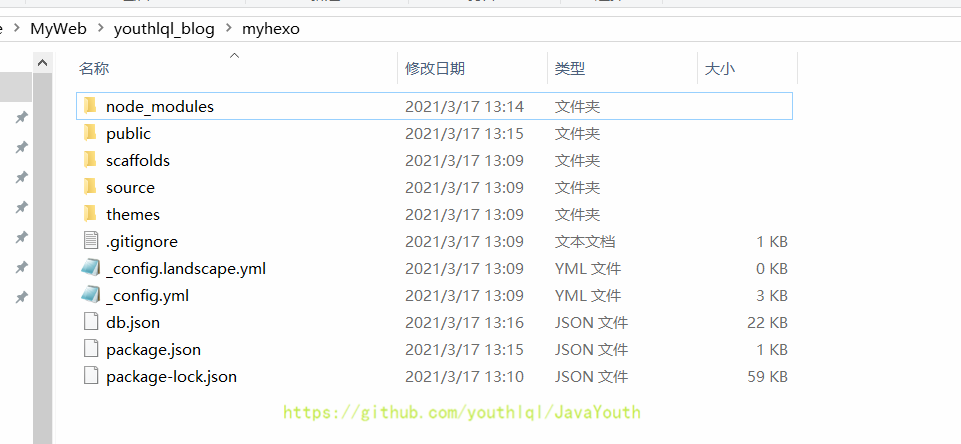 MyWeb > youthlql_blog > myhexo
名称 修改日期 类型 大小
node_modules 2021/3/17 13:14 文件夹
public 2021/3/17 13:15 文件夹
scaffolds 2021/3/17 13:09 文件夹
source 2021/3/17 13:09 文件夹
themes 2021/3/17 13:09 文件夹
.gitignore 2021/3/17 13:09 文本文档 1 KB
_config.landscape.yml 2021/3/17 13:09 YML 文件 0 KB
_config.yml 2021/3/17 13:09 YML 文件 3 KB
db.json 2021/3/17 13:16 JSON 文件 22 KB
package.json 2021/3/17 13:15 JSON 文件 1 KB
package-lock.json 2021/3/17 13:10 JSON 文件 59 KB
https://github.com/youthlql/JavaYouth